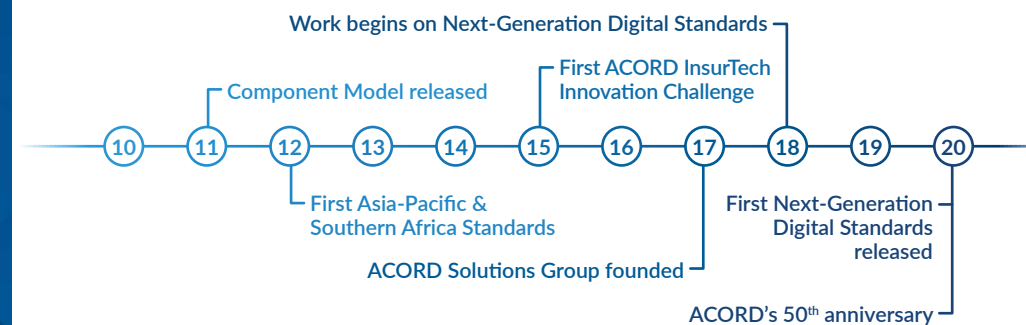 Work begins on Next-Generation Digital Standards
First ACORD InsurTech
Innovation Challenge
Component Model released
10 11 12 13 14 15 16 17 18 19 20
First Asia-Pacific &
Southern Africa Standards
First Next-Generation
Digital Standards
released
ACORD Solutions Group founded
ACORD's 50th anniversary